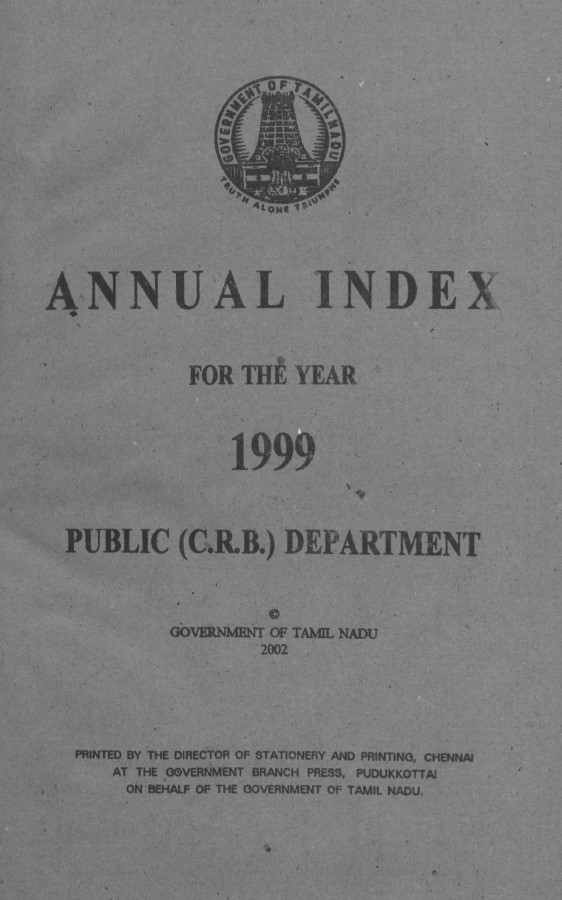 GOVERNMENT OF TAMILNADU
TRUTH ALONE TRIUMPHS
ANNUAL INDEX
FOR THE YEAR
1999
PUBLIC (C.R.B.) DEPARTMENT
©
GOVERNMENT OF TAMIL NADU
2002
PRINTED BY THE DIRECTOR OF STATIONERY AND PRINTING, CHENNAI
AT THE GOVERNMENT BRANCH PRESS, PUDUKKOTTAI
ON BEHALF OF THE GOVERNMENT OF TAMIL NADU.